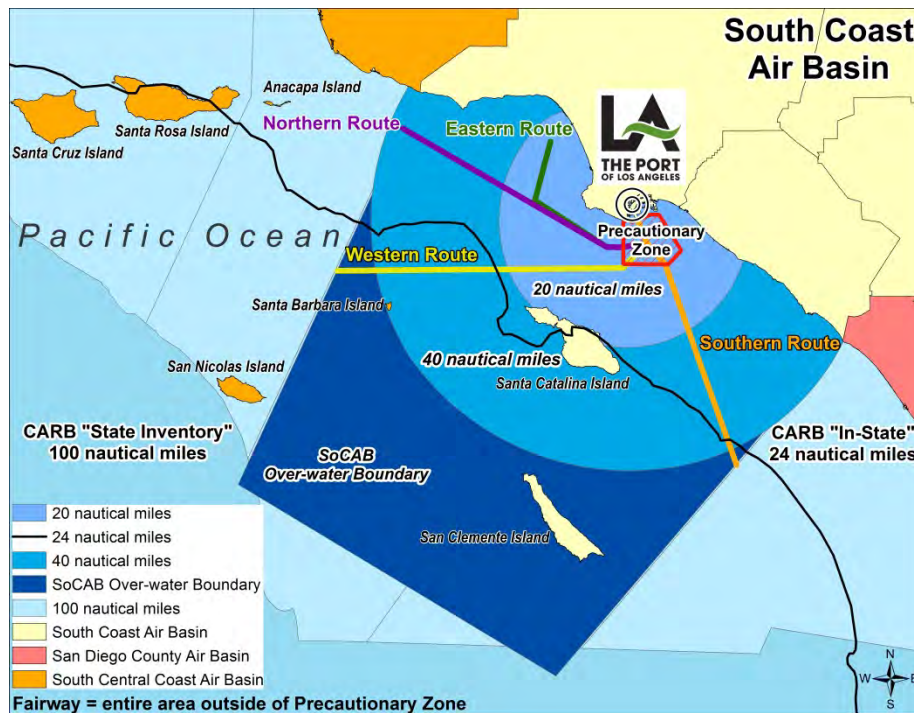 South Coast
Air Basin
Anacapa Island
Santa Rosa Island
Santa Cruz Island
Northern Route
Eastern Route
LA
THE PORT
OF LOS ANGELES
Precautionary
Zone
Pacific Ocean
Western Route
20 nautical miles
Santa Barbara Island
Southern Route
40 nautical miles
San Nicolas Island
Santa Catalina Island
CARB "State Inventory"
100 nautical miles
CARB "In-State"
24 nautical miles
SoCAB
Over-water Boundary
San Clemente Island
20 nautical miles
24 nautical miles
40 nautical miles
SoCAB Over-water Boundary
100 nautical miles
South Coast Air Basin
San Diego County Air Basin
South Central Coast Air Basin
N
W E
S
Fairway = entire area outside of Precautionary Zone